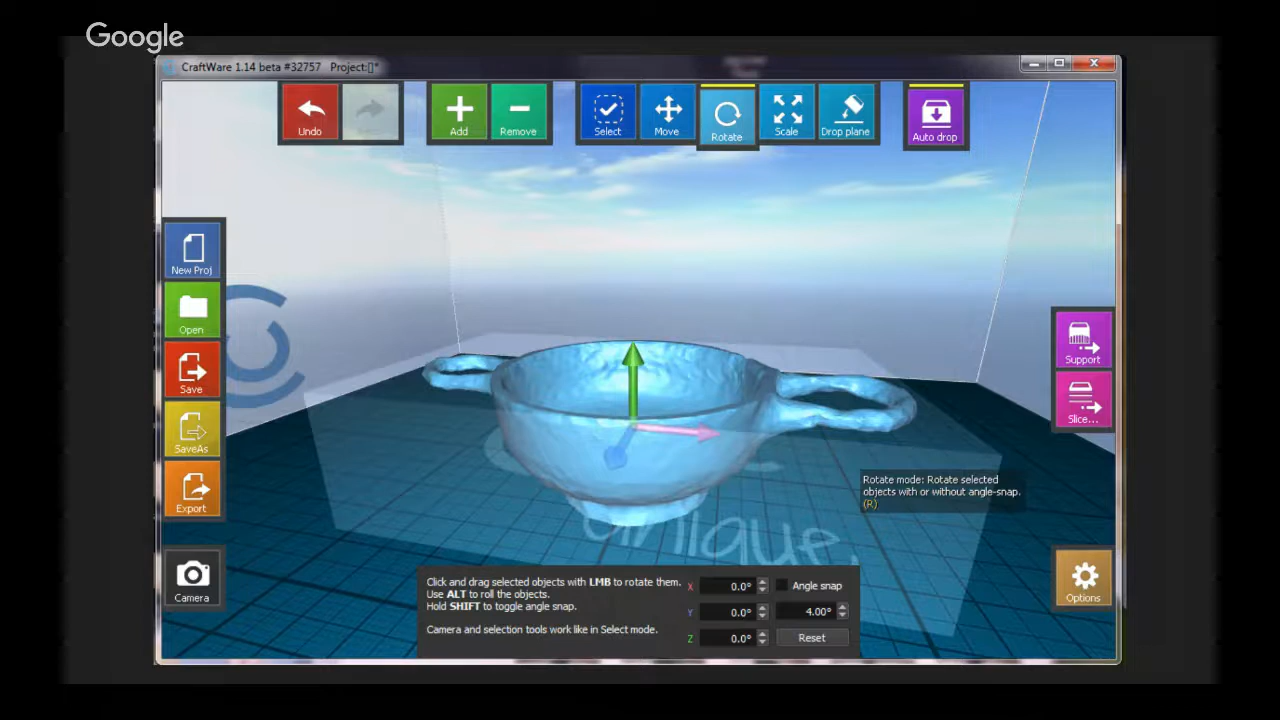 Google
CraftWare 1.14 beta #32757 Project:[]*
Undo
Add
Remove
Select
Move
Rotate
Scale
Drop plane
Auto drop
New Proj
Open
Save
SaveAs
Export
Camera
Support
Slice...
Options
unique.
Rotate mode: Rotate selected
objects with or without angle-snap.
(R)
Click and drag selected objects with LMB to rotate them.
Use ALT to roll the objects.
Hold SHIFT to toggle angle snap.
Camera and selection tools work like in Select mode.
X 0.0° Angle snap
Y 0.0° 4.00°
Z 0.0° Reset